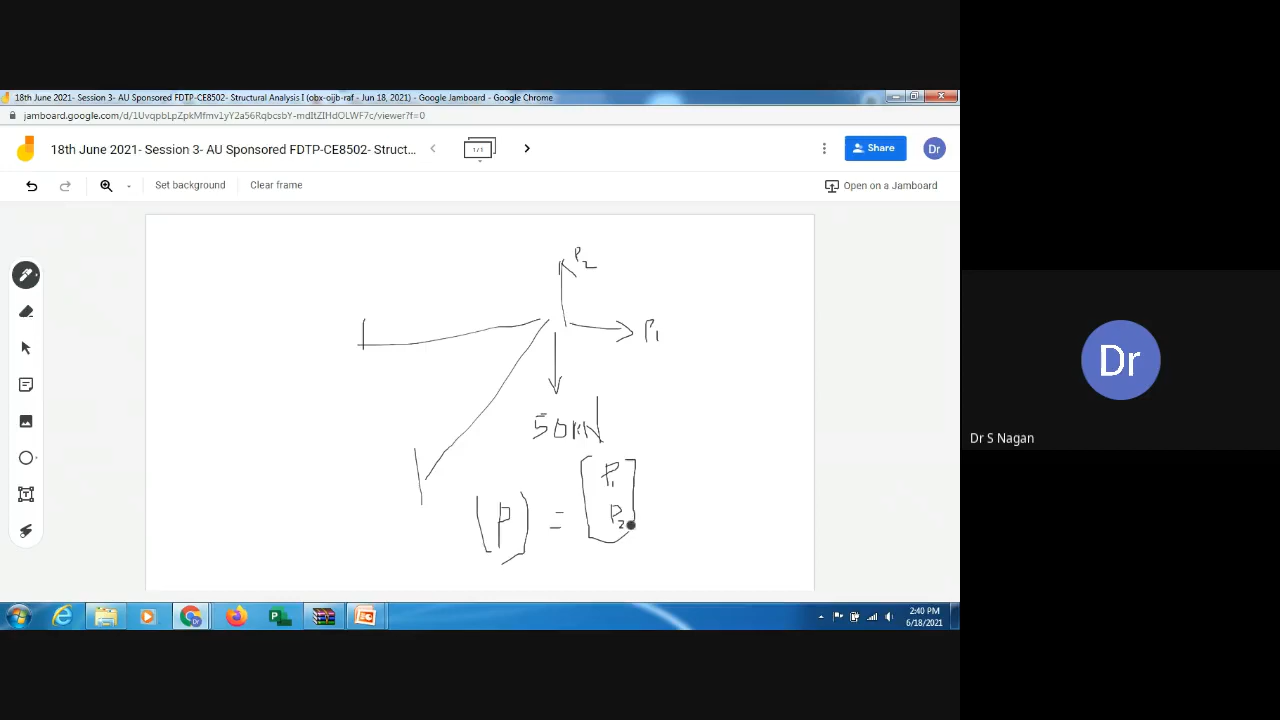 18th June 2021- Session 3- AU Sponsored FDTP-CE8502- Structural Analysis I (obx-oijb-raf - Jun 18, 2021) - Google Jamboard - Google Chrome
jamboard.google.com/d/1UvqpbLpZpkMfmv1yY2a56RqbcsbY-mdltZIHdOLWF7c/viewer?f=0
18th June 2021- Session 3- AU Sponsored FDTP-CE8502- Struct...
1/1
Share
Dr
Set background
Clear frame
Open on a Jamboard
P2
P1
50KN
[P] = [P1
P2]
Dr
Dr S Nagan
2:40 PM
6/18/2021